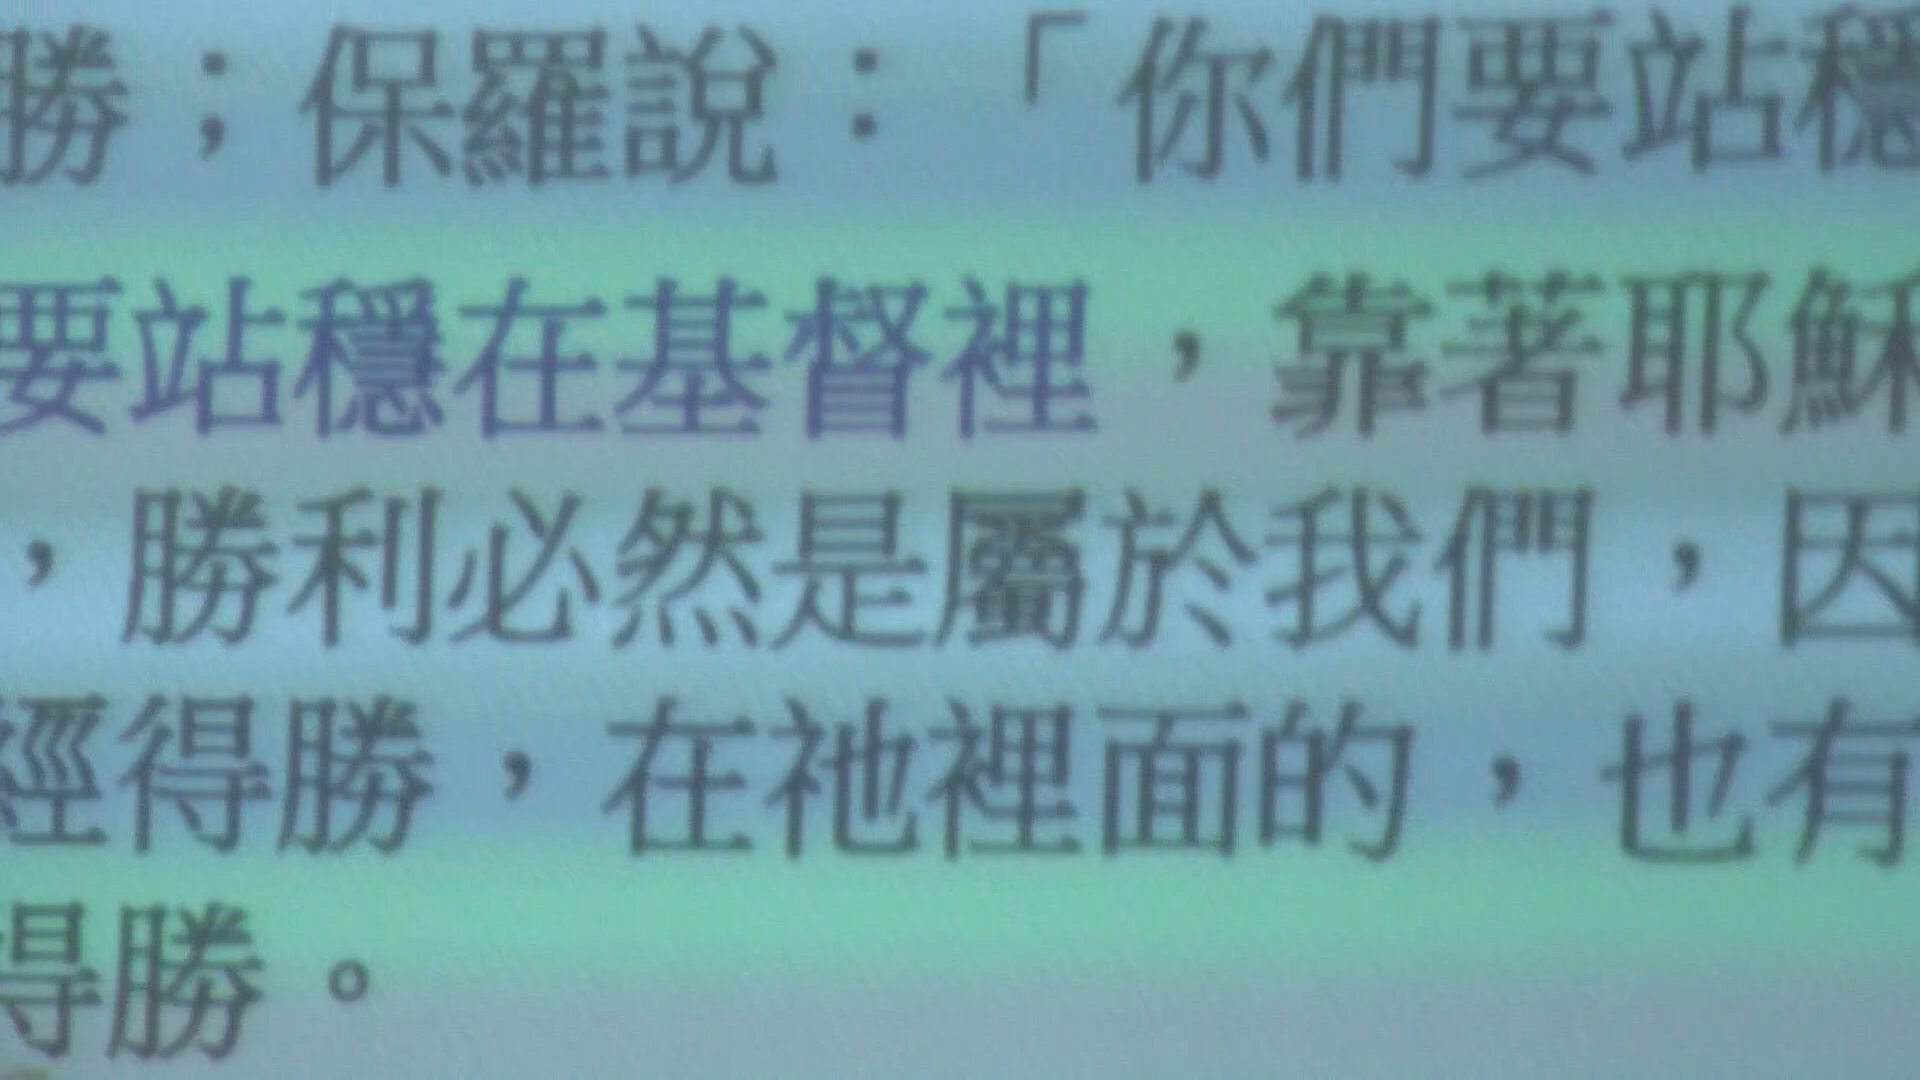 勝；保羅說：「你們要站穩
要站穩在基督裡，靠著耶穌
，勝利必然是屬於我們，因
經得勝，在祂裡面的，也有
得勝。